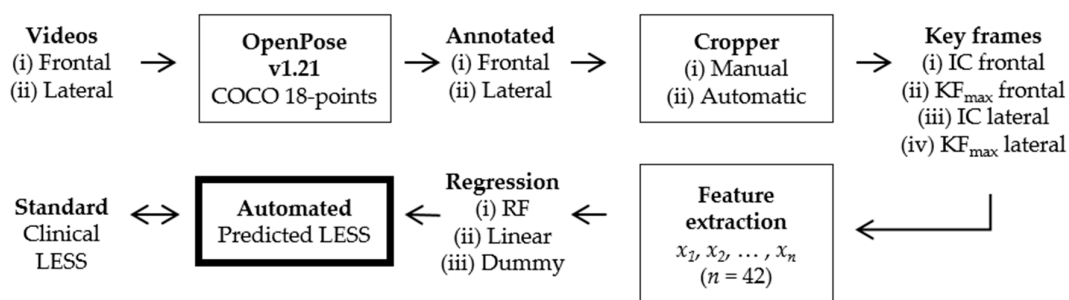 Videos
(i) Frontal
(ii) Lateral
OpenPose
v1.21
COCO 18-points
Annotated
(i) Frontal
(ii) Lateral
Cropper
(i) Manual
(ii) Automatic
Key frames
(i) IC frontal
(ii) KFmax frontal
(iii) IC lateral
(iv) KFmax lateral
Feature
extraction
x1, x2, … , xn
(n = 42)
Regression
(i) RF
(ii) Linear
(iii) Dummy
Automated
Predicted LESS
Standard
Clinical
LESS